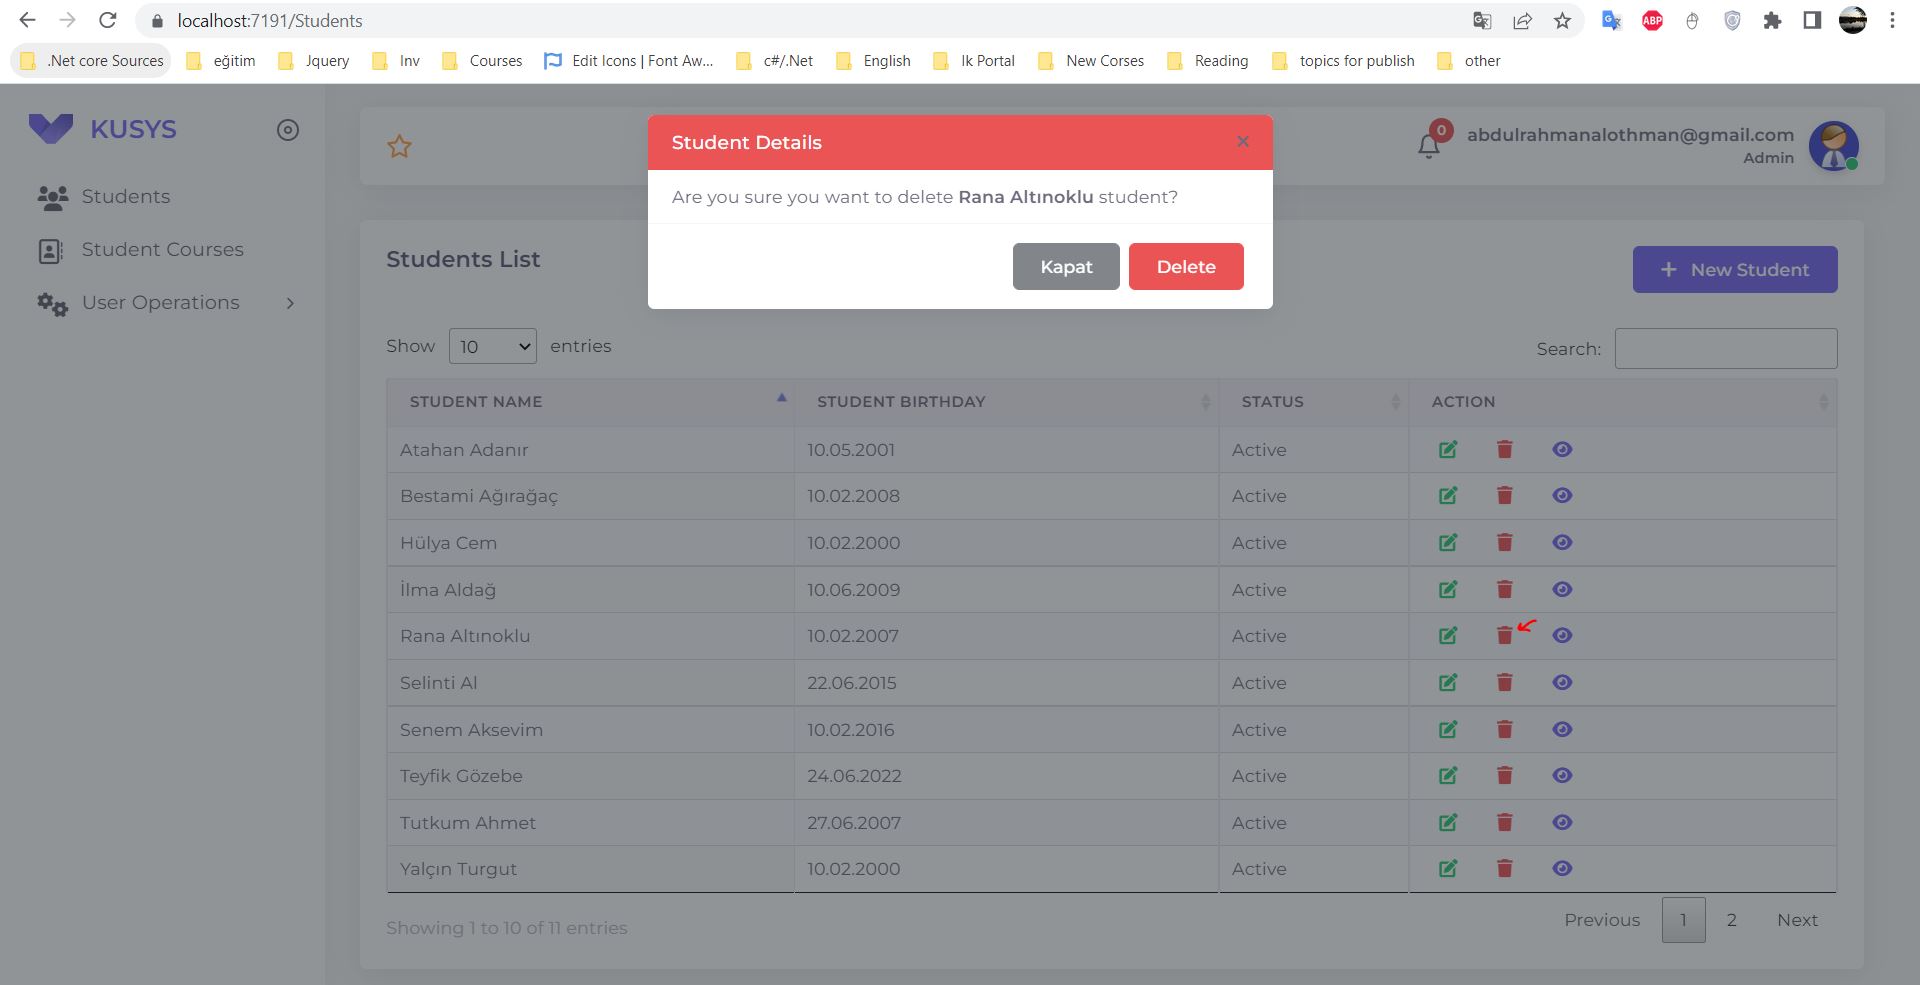 localhost:7191/Students
ABP
.Net core Sources eğitim Jquery Inv Courses Edit Icons | Font Aw... c#/.Net English Ik Portal New Corses Reading topics for publish other
KUSYS
Students
Student Courses
User Operations
Student Details ×
Are you sure you want to delete Rana Altınoklu student?
Kapat Delete
0
abdulrahmanalothman@gmail.com
Admin
Students List
+ New Student
Show 10 entries
Search:
STUDENT NAME STUDENT BIRTHDAY STATUS ACTION
Atahan Adanır 10.05.2001 Active
Bestami Ağırağaç 10.02.2008 Active
Hülya Cem 10.02.2000 Active
İlma Aldağ 10.06.2009 Active
Rana Altınoklu 10.02.2007 Active
Selinti Al 22.06.2015 Active
Senem Aksevim 10.02.2016 Active
Teyfik Gözebe 24.06.2022 Active
Tutkum Ahmet 27.06.2007 Active
Yalçın Turgut 10.02.2000 Active
Showing 1 to 10 of 11 entries
Previous 1 2 Next